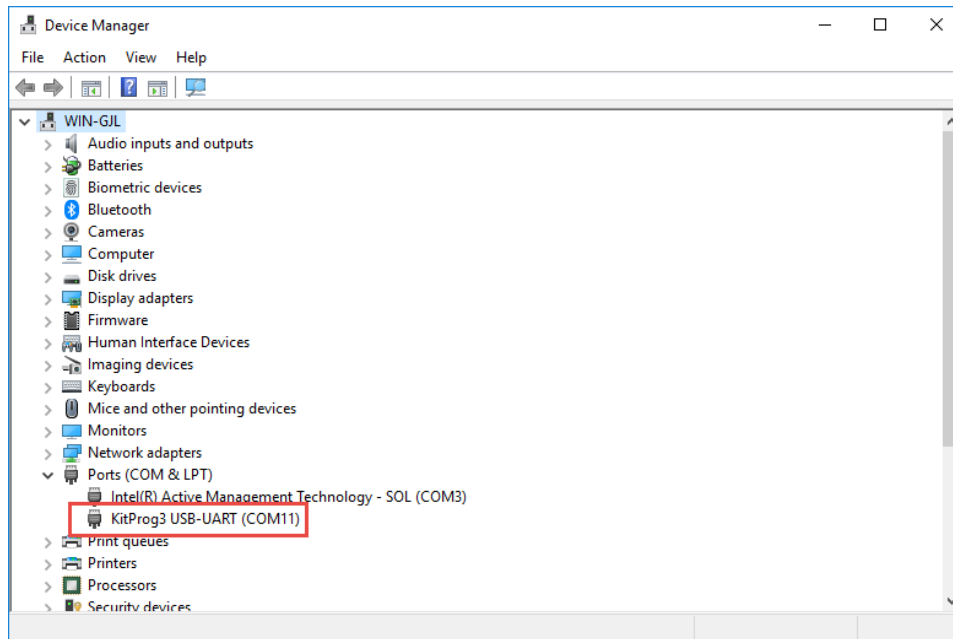 Device Manager
File Action View Help
WIN-GJL
Audio inputs and outputs
Batteries
Biometric devices
Bluetooth
Cameras
Computer
Disk drives
Display adapters
Firmware
Human Interface Devices
Imaging devices
Keyboards
Mice and other pointing devices
Monitors
Network adapters
Ports (COM & LPT)
Intel(R) Active Management Technology - SOL (COM3)
KitProg3 USB-UART (COM11)
Print queues
Printers
Processors
Security devices